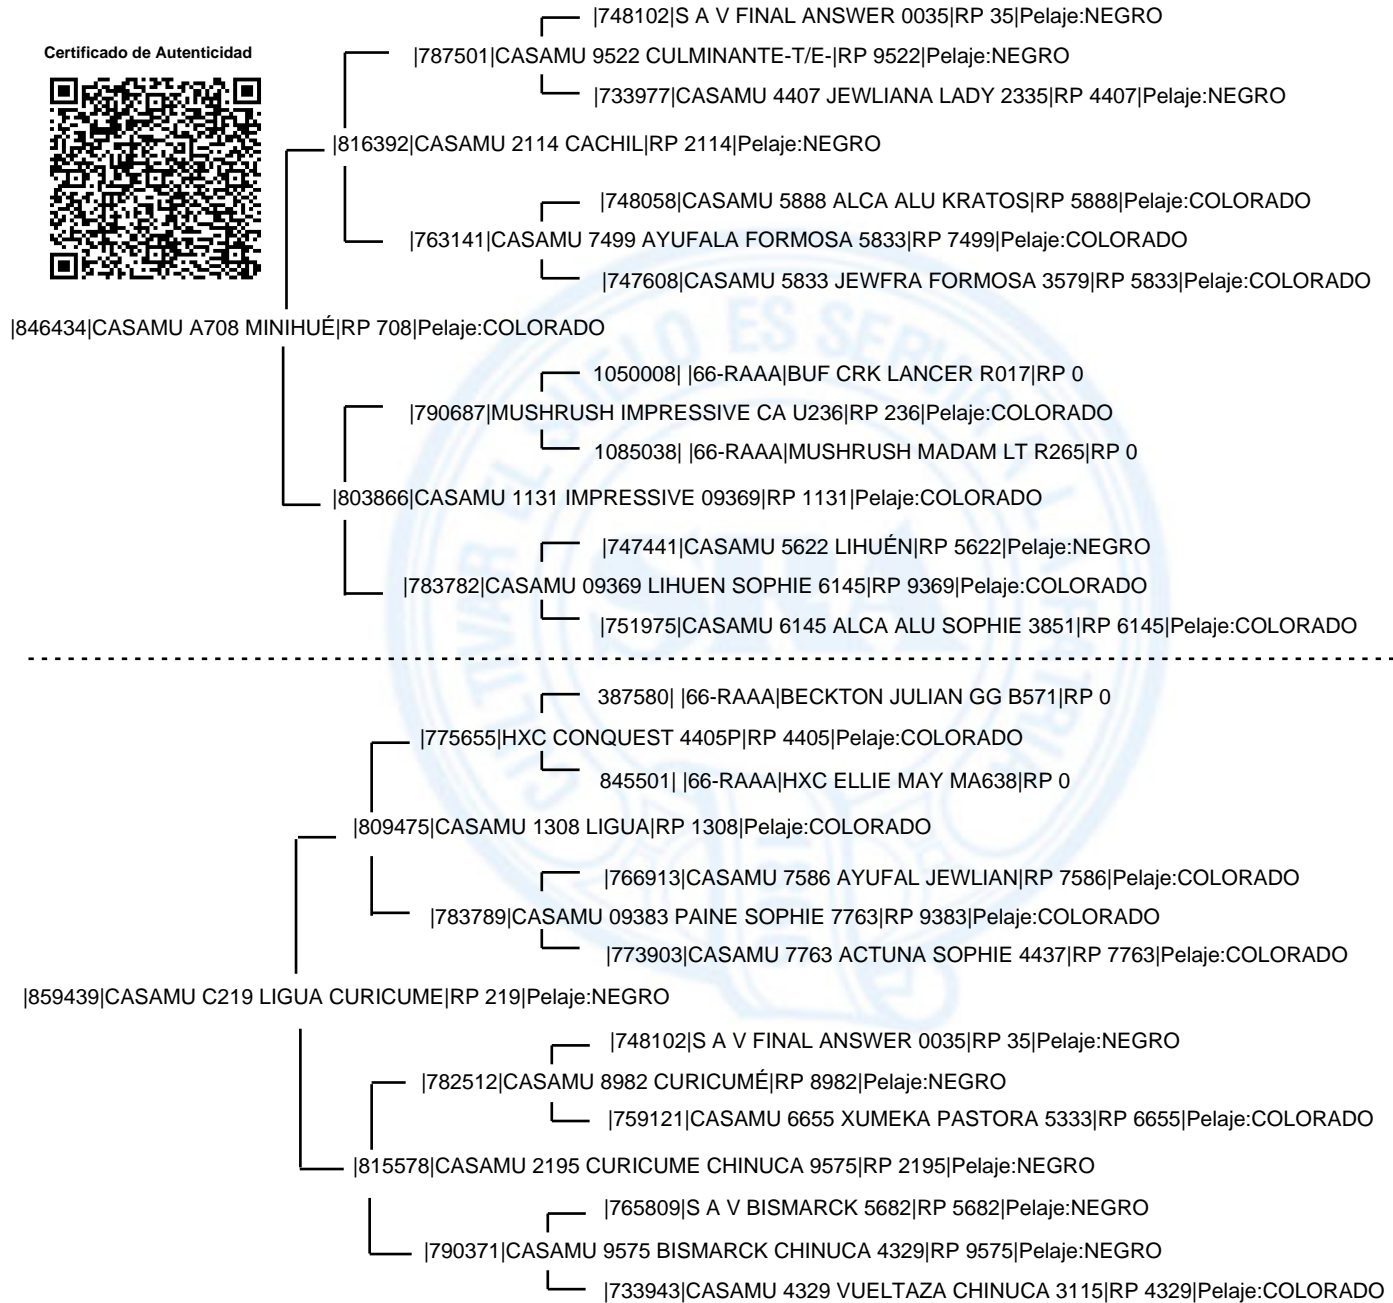 |748102|S A V FINAL ANSWER 0035|RP 35|Pelaje:NEGRO
Certificado de Autenticidad
|787501|CASAMU 9522 CULMINANTE-T/E-|RP 9522|Pelaje:NEGRO
|733977|CASAMU 4407 JEWLIANA LADY 2335|RP 4407|Pelaje:NEGRO
|816392|CASAMU 2114 CACHIL|RP 2114|Pelaje:NEGRO
|748058|CASAMU 5888 ALCA ALU KRATOS|RP 5888|Pelaje:COLORADO
|763141|CASAMU 7499 AYUFALA FORMOSA 5833|RP 7499|Pelaje:COLORADO
|747608|CASAMU 5833 JEWFRA FORMOSA 3579|RP 5833|Pelaje:COLORADO
|846434|CASAMU A708 MINIHUÉ|RP 708|Pelaje:COLORADO
1050008| |66-RAAA|BUF CRK LANCER R017|RP 0
|790687|MUSHRUSH IMPRESSIVE CA U236|RP 236|Pelaje:COLORADO
1085038| |66-RAAA|MUSHRUSH MADAM LT R265|RP 0
|803866|CASAMU 1131 IMPRESSIVE 09369|RP 1131|Pelaje:COLORADO
|747441|CASAMU 5622 LIHUÉN|RP 5622|Pelaje:NEGRO
|783782|CASAMU 09369 LIHUEN SOPHIE 6145|RP 9369|Pelaje:COLORADO
|751975|CASAMU 6145 ALCA ALU SOPHIE 3851|RP 6145|Pelaje:COLORADO
387580| |66-RAAA|BECKTON JULIAN GG B571|RP 0
|775655|HXC CONQUEST 4405P|RP 4405|Pelaje:COLORADO
845501| |66-RAAA|HXC ELLIE MAY MA638|RP 0
|809475|CASAMU 1308 LIGUA|RP 1308|Pelaje:COLORADO
|766913|CASAMU 7586 AYUFAL JEWLIAN|RP 7586|Pelaje:COLORADO
|783789|CASAMU 09383 PAINE SOPHIE 7763|RP 9383|Pelaje:COLORADO
|773903|CASAMU 7763 ACTUNA SOPHIE 4437|RP 7763|Pelaje:COLORADO
|859439|CASAMU C219 LIGUA CURICUME|RP 219|Pelaje:NEGRO
|748102|S A V FINAL ANSWER 0035|RP 35|Pelaje:NEGRO
|782512|CASAMU 8982 CURICUMÉ|RP 8982|Pelaje:NEGRO
|759121|CASAMU 6655 XUMEKA PASTORA 5333|RP 6655|Pelaje:COLORADO
|815578|CASAMU 2195 CURICUME CHINUCA 9575|RP 2195|Pelaje:NEGRO
|765809|S A V BISMARCK 5682|RP 5682|Pelaje:NEGRO
|790371|CASAMU 9575 BISMARCK CHINUCA 4329|RP 9575|Pelaje:NEGRO
|733943|CASAMU 4329 VUELTAZA CHINUCA 3115|RP 4329|Pelaje:COLORADO
CULTIVAR EL SUELO ES SERVIR A LA PATRIA
SRA
1866